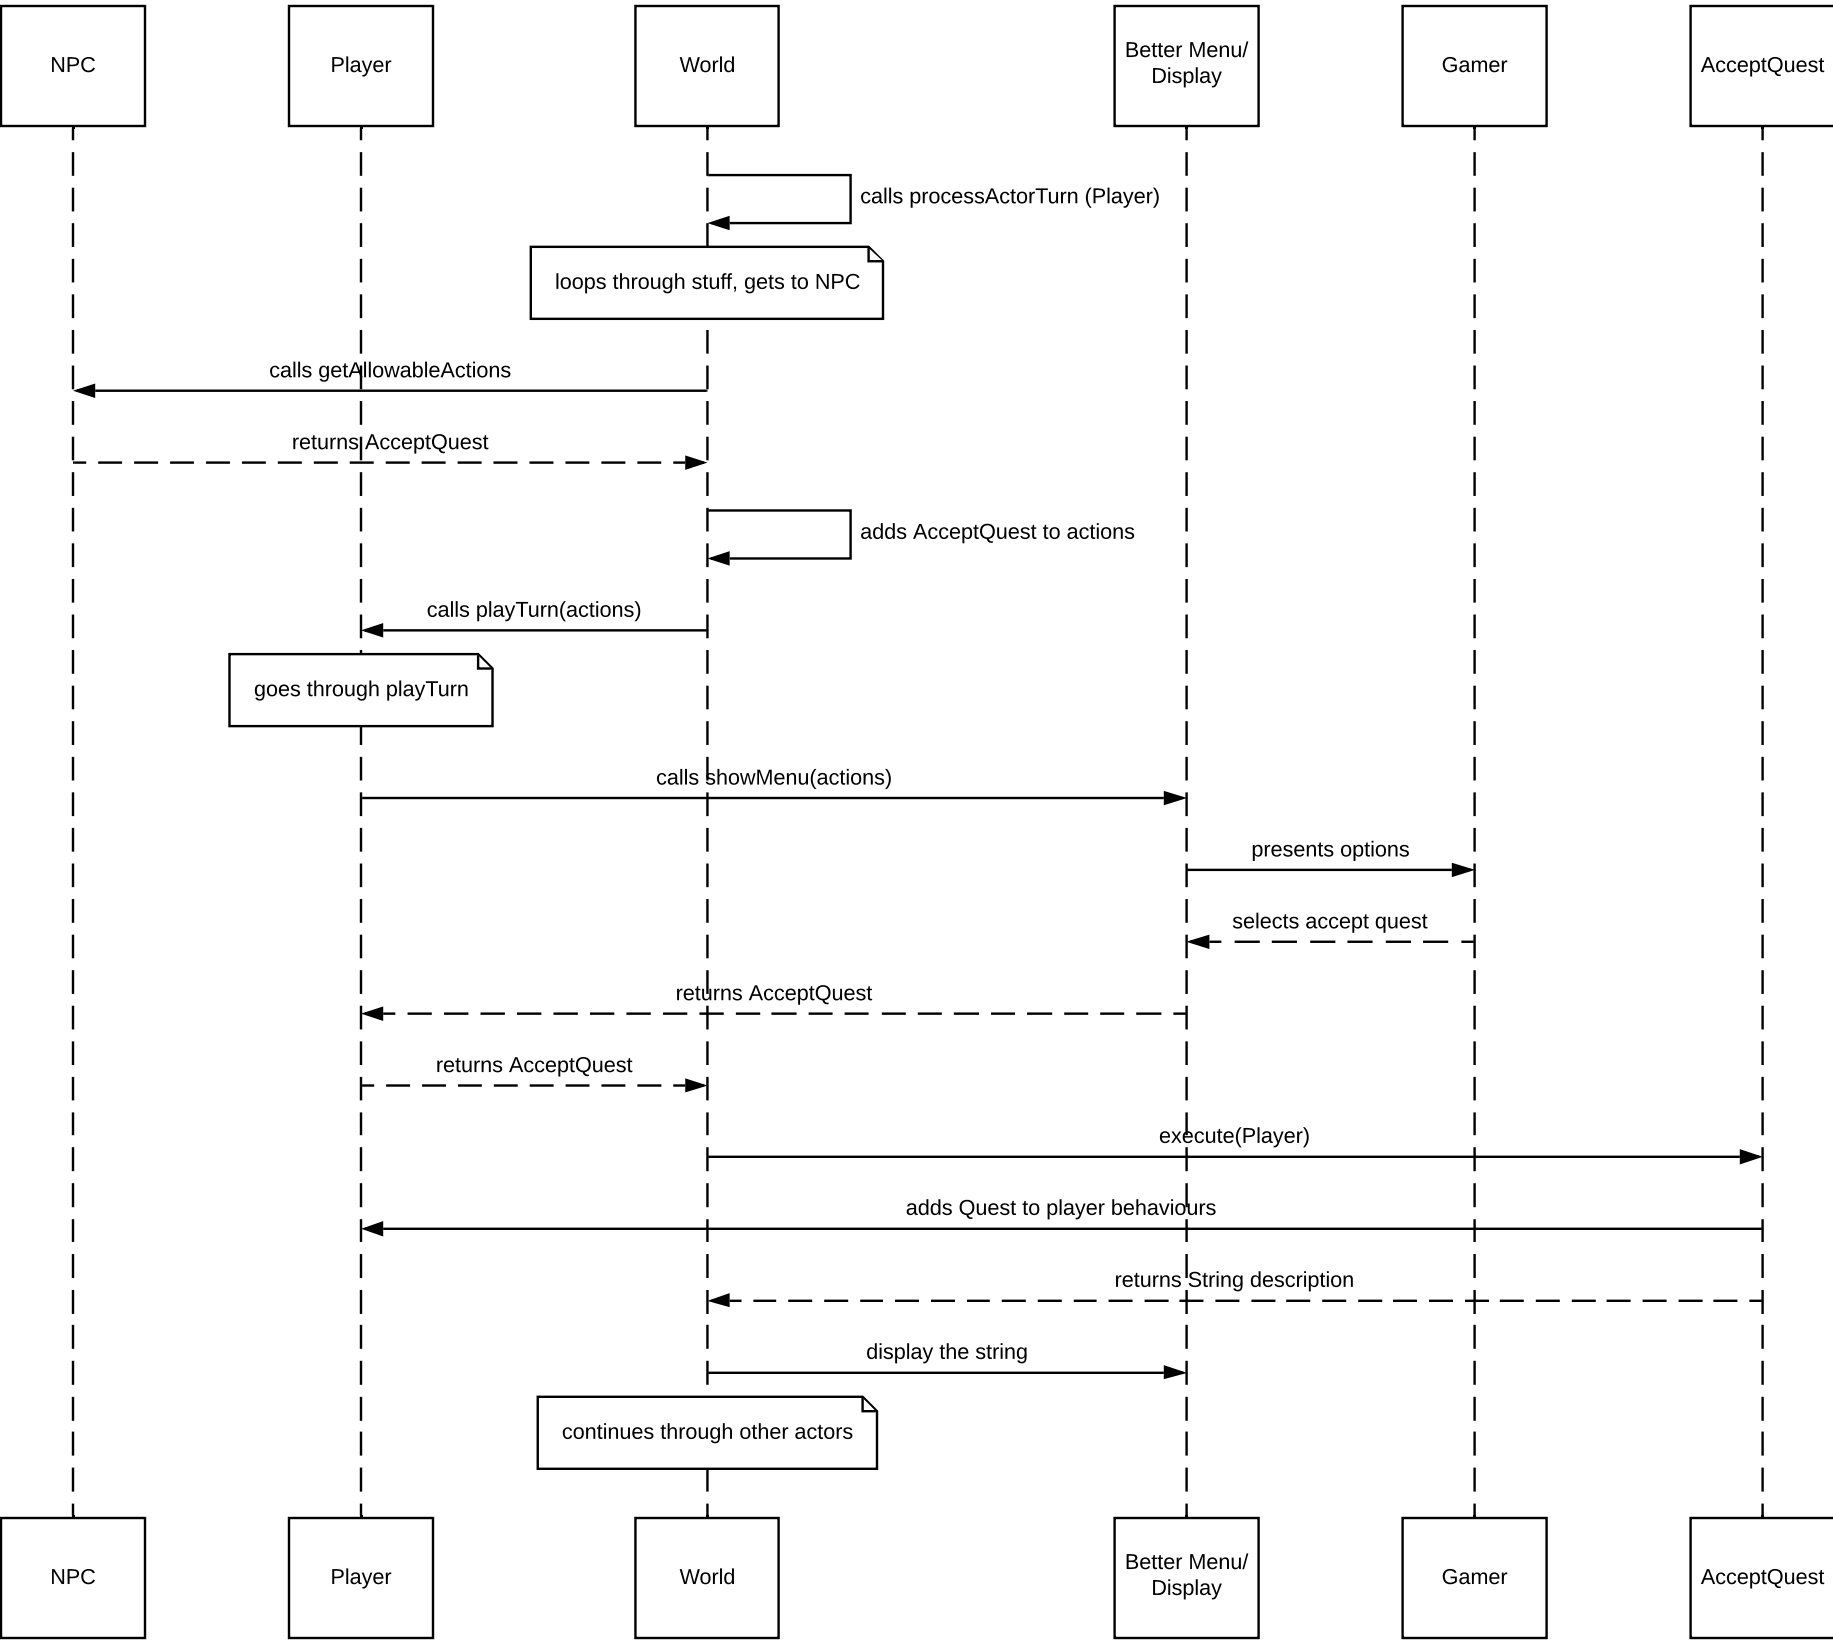 NPC
Player
World
Better Menu/
Display
Gamer
AcceptQuest
calls processActorTurn (Player)
loops through stuff, gets to NPC
calls getAllowableActions
returns AcceptQuest
adds AcceptQuest to actions
calls playTurn(actions)
goes through playTurn
calls showMenu(actions)
presents options
selects accept quest
returns AcceptQuest
returns AcceptQuest
execute(Player)
adds Quest to player behaviours
returns String description
display the string
continues through other actors
NPC
Player
World
Better Menu/
Display
Gamer
AcceptQuest